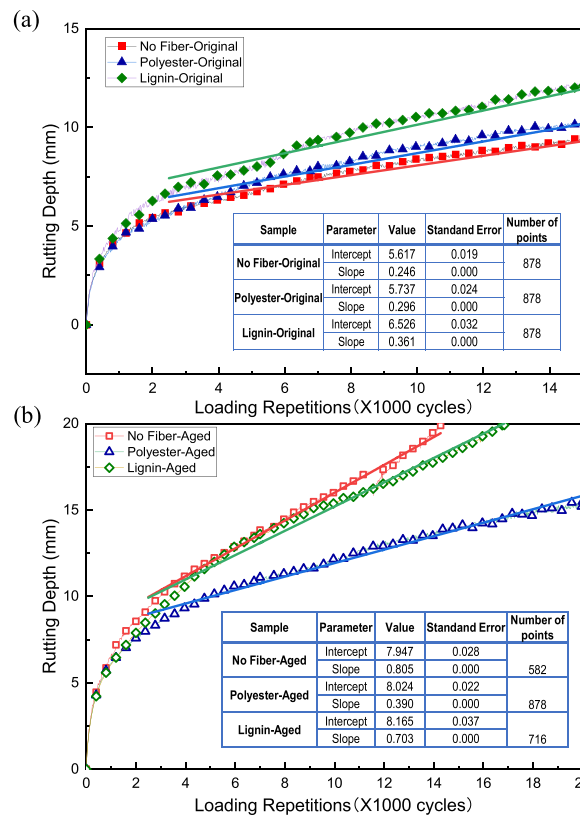 (a)
15
10
5
0
Rutting Depth (mm)
No Fiber-Original
Polyester-Original
Lignin-Original
Sample Parameter Value Standard Error Number of points
No Fiber-Original Intercept 5.617 0.019 878
Slope 0.246 0.000
Polyester-Original Intercept 5.737 0.024 878
Slope 0.296 0.000
Lignin-Original Intercept 6.526 0.032 878
Slope 0.361 0.000
0 2 4 6 8 10 12 14
Loading Repetitions(X1000 cycles)
(b)
20
15
10
5
0
Rutting Depth (mm)
No Fiber-Aged
Polyester-Aged
Lignin-Aged
Sample Parameter Value Standard Error Number of points
No Fiber-Aged Intercept 7.947 0.028 582
Slope 0.805 0.000
Polyester-Aged Intercept 8.024 0.022 878
Slope 0.390 0.000
Lignin-Aged Intercept 8.165 0.037 716
Slope 0.703 0.000
0 2 4 6 8 10 13 15 17 19 2
Loading Repetitions(X1000 cycles)